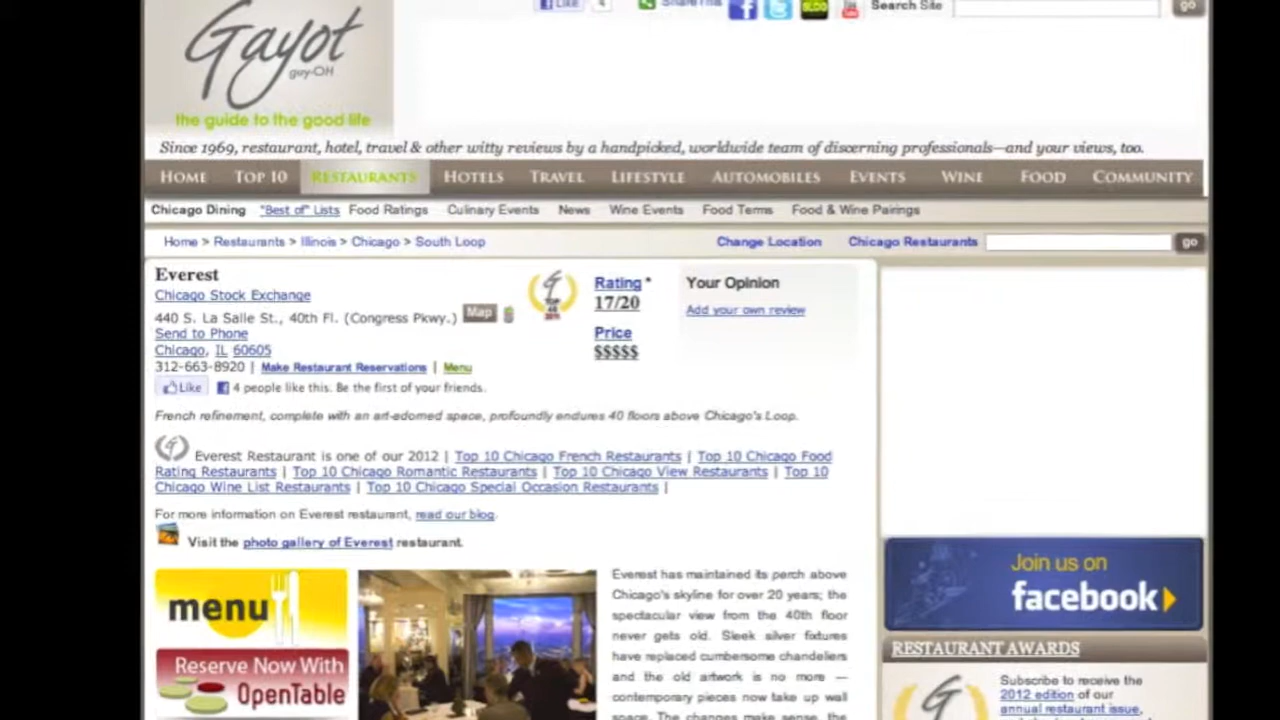 Like 4 ShareThis Search Site go
Gayot
guy-OH
the guide to the good life
Since 1969, restaurant, hotel, travel & other witty reviews by a handpicked, worldwide team of discerning professionals—and your views, too.
HOME TOP 10 RESTAURANTS HOTELS TRAVEL LIFESTYLE AUTOMOBILES EVENTS WINE FOOD COMMUNITY
Chicago Dining "Best of" Lists Food Ratings Culinary Events News Wine Events Food Terms Food & Wine Pairings
Home > Restaurants > Illinois > Chicago > South Loop Change Location Chicago Restaurants go
Everest
Chicago Stock Exchange
440 S. La Salle St., 40th Fl. (Congress Pkwy.) Map
Send to Phone
Chicago, IL 60605
312-663-8920 | Make Restaurant Reservations | Menu
Like 4 people like this. Be the first of your friends.
Rating *
17/20
Price
$$$$$
Your Opinion
Add your own review
French refinement, complete with an art-adorned space, profoundly endures 40 floors above Chicago's Loop.
Everest Restaurant is one of our 2012 | Top 10 Chicago French Restaurants | Top 10 Chicago Food
Rating Restaurants | Top 10 Chicago Romantic Restaurants | Top 10 Chicago View Restaurants | Top 10
Chicago Wine List Restaurants | Top 10 Chicago Special Occasion Restaurants |
For more information on Everest restaurant, read our blog.
Visit the photo gallery of Everest restaurant.
menu
Reserve Now With
OpenTable
Everest has maintained its perch above
Chicago's skyline for over 20 years; the
spectacular view from the 40th floor
never gets old. Sleek silver fixtures
have replaced cumbersome chandeliers
and the old artwork is no more —
contemporary pieces now take up wall
space. The changes make sense, the
Join us on
facebook
RESTAURANT AWARDS
Subscribe to receive the
2012 edition of our
annual restaurant issue,